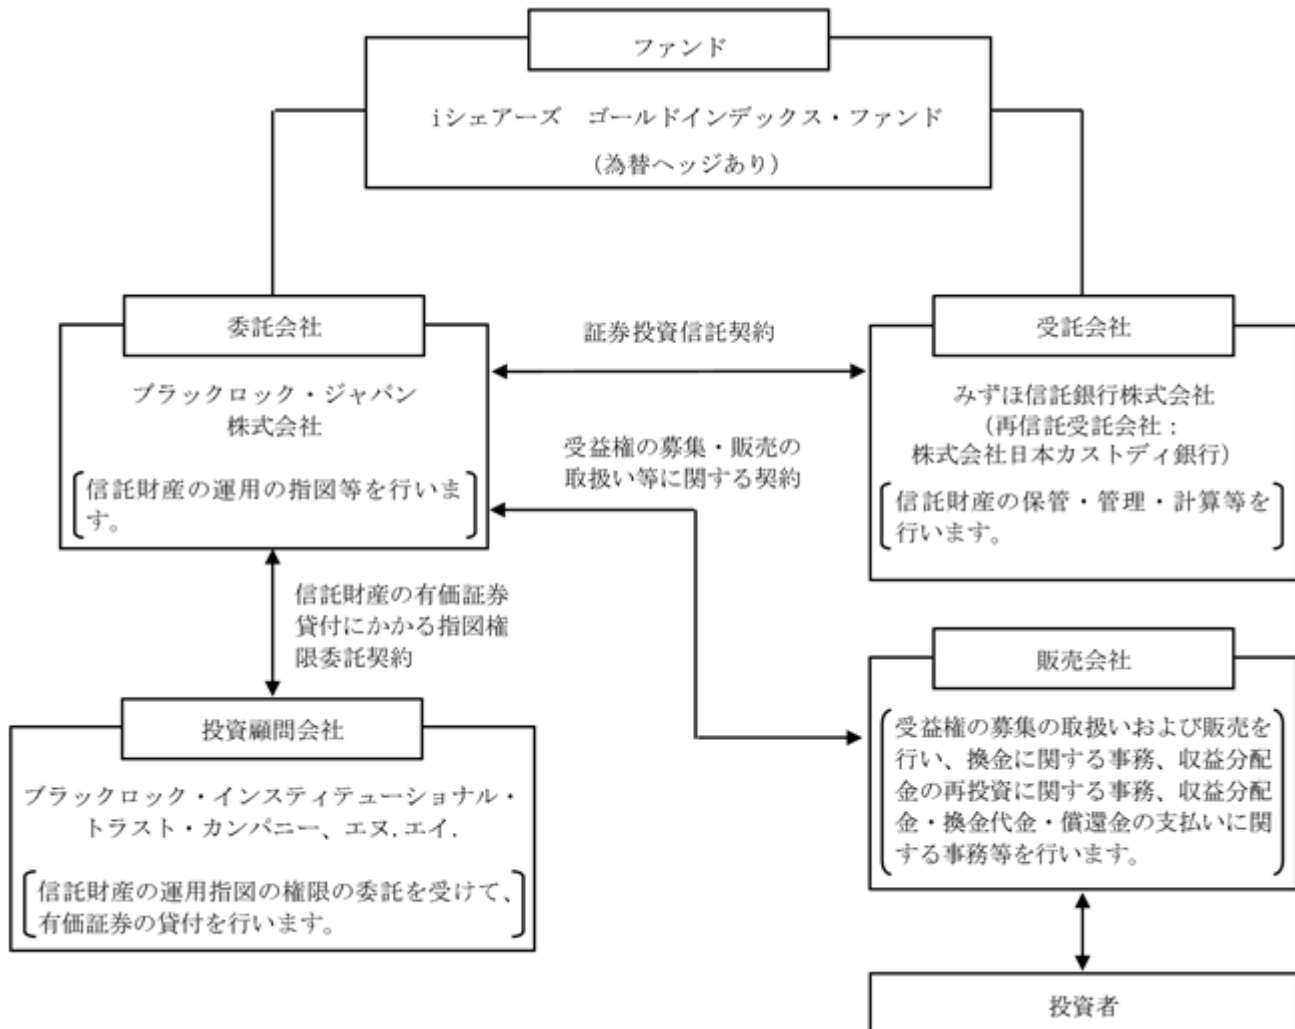 ファンド
iシェアーズ　ゴールドインデックス・ファンド
（為替ヘッジあり）
委託会社
ブラックロック・ジャパン
株式会社
信託財産の運用の指図等を行いま
す。
証券投資信託契約
受益権の募集・販売の
取扱い等に関する契約
受託会社
みずほ信託銀行株式会社
（再信託受託会社：
株式会社日本カストディ銀行）
信託財産の保管・管理・計算等を
行います。
信託財産の有価証券
貸付にかかる指図権
限委託契約
投資顧問会社
ブラックロック・インスティテューショナル・
トラスト・カンパニー、エヌ.エイ.
信託財産の運用指図の権限の委託を受けて、
有価証券の貸付を行います。
販売会社
受益権の募集の取扱いおよび販売を
行い、換金に関する事務、収益分配
金の再投資に関する事務、収益分配
金・換金代金・償還金の支払いに関
する事務等を行います。
投資者